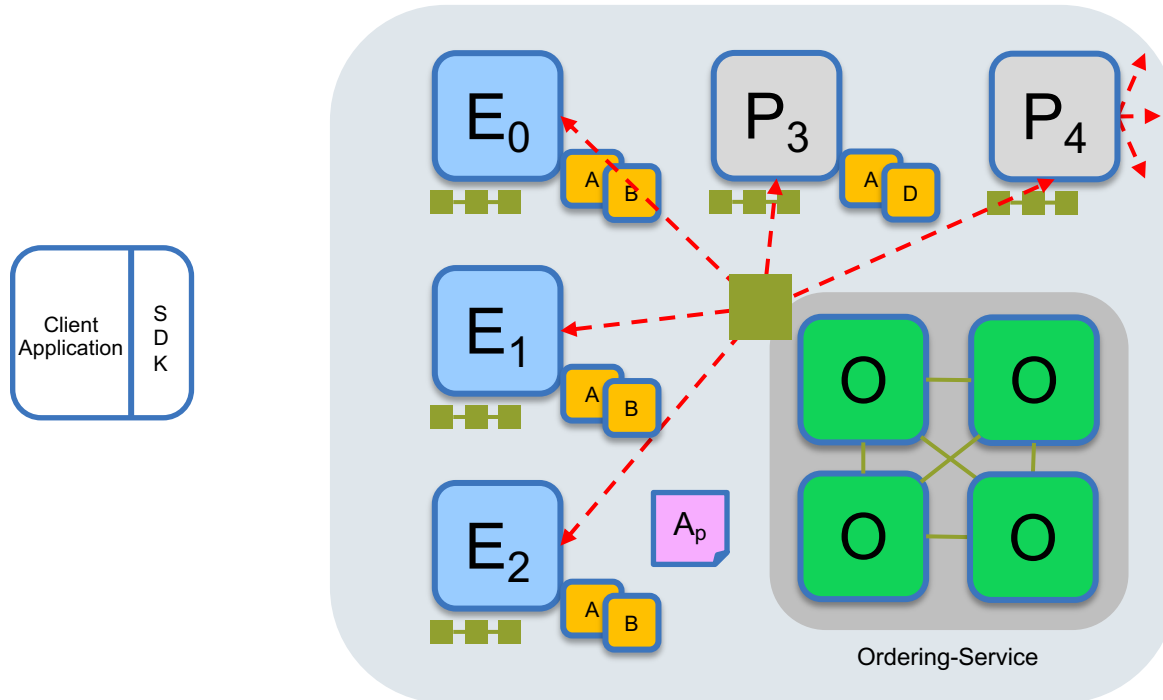 E0
A
B
P3
A
D
P4
Client
Application
S
D
K
E1
A
B
O
O
E2
A
B
Ap
O
O
Ordering-Service